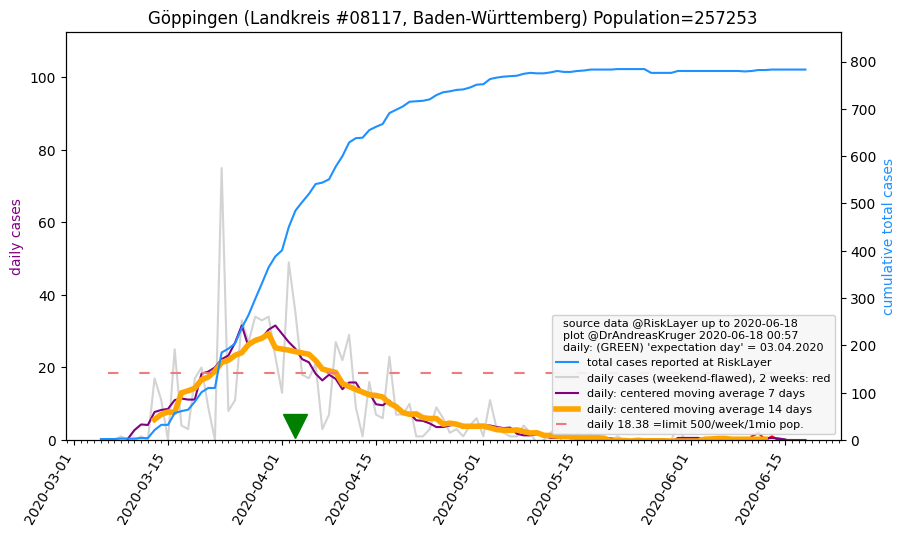 Göppingen (Landkreis #08117, Baden-Württemberg) Population=257253
daily cases
100
80
60
40
20
0
cumulative total cases
800
700
600
500
400
300
200
100
0
source data @RiskLayer up to 2020-06-18
plot @DrAndreasKruger 2020-06-18 00:57
daily: (GREEN) 'expectation day' = 03.04.2020
total cases reported at RiskLayer
daily cases (weekend-flawed), 2 weeks: red
daily: centered moving average 7 days
daily: centered moving average 14 days
daily 18.38 =limit 500/week/1mio pop.
2020-03-01
2020-03-15
2020-04-01
2020-04-15
2020-05-01
2020-05-15
2020-06-01
2020-06-15